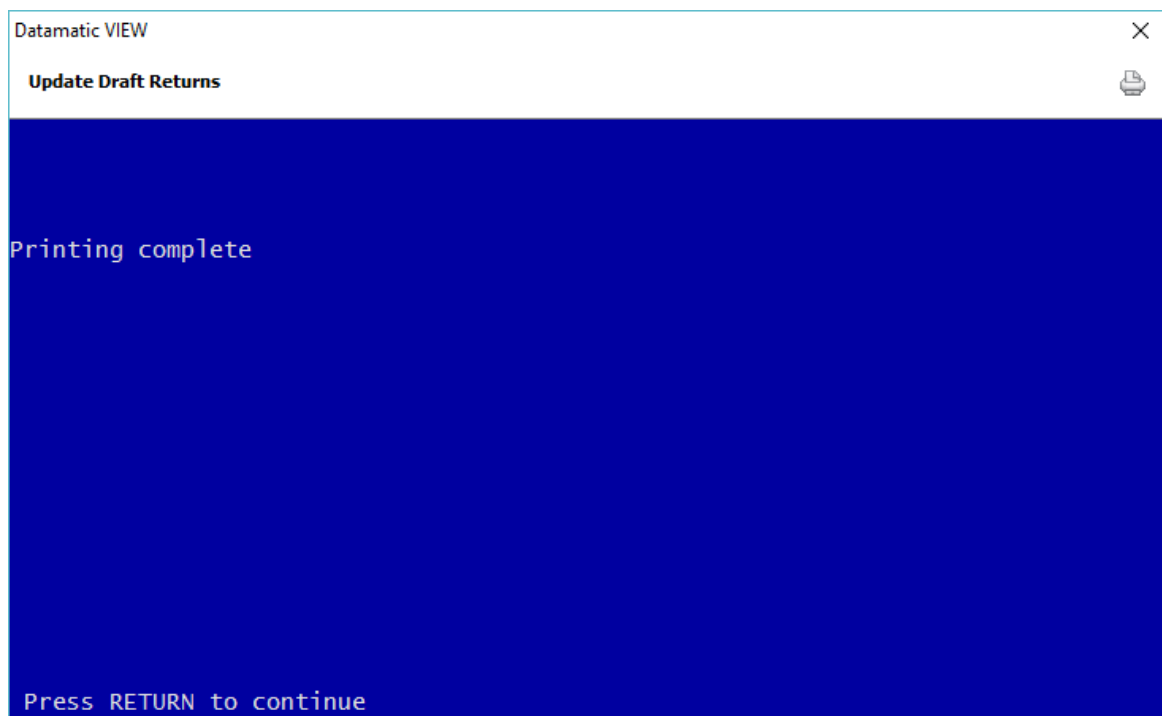 Datamatic VIEW
Update Draft Returns
Printing complete
Press RETURN to continue